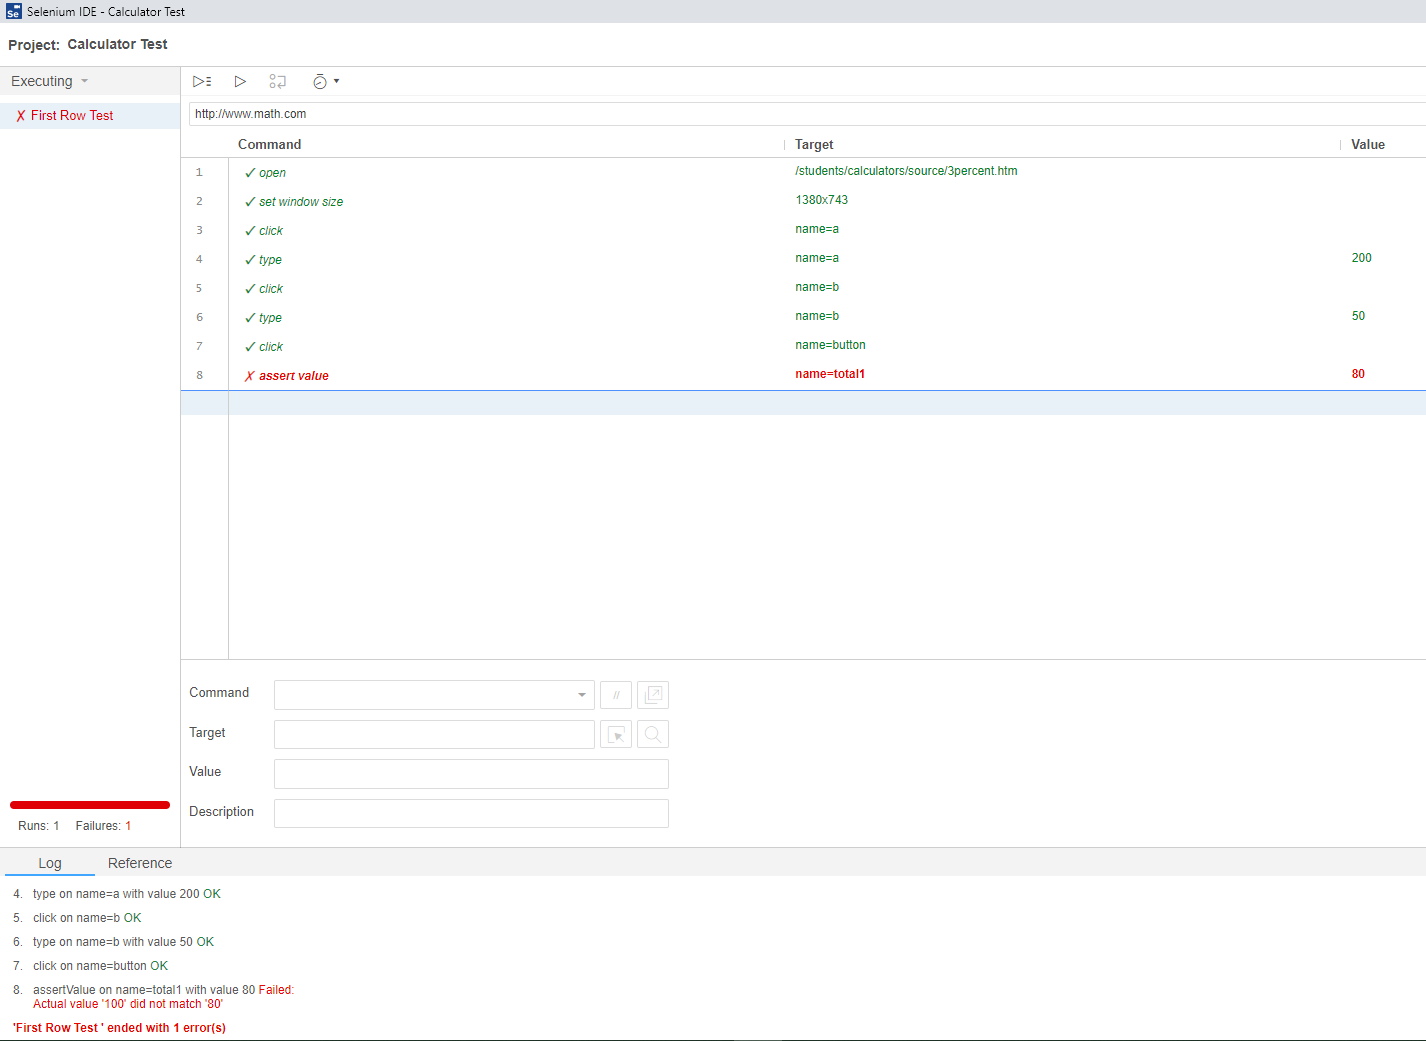 Selenium IDE - Calculator Test
Project: Calculator Test
Executing
✗ First Row Test
http://www.math.com
Command Target Value
1 ✓ open /students/calculators/source/3percent.htm
2 ✓ set window size 1380x743
3 ✓ click name=a
4 ✓ type name=a 200
5 ✓ click name=b
6 ✓ type name=b 50
7 ✓ click name=button
8 ✗ assert value name=total1 80
Command //
Target
Value
Description
Runs: 1 Failures: 1
Log Reference
4. type on name=a with value 200 OK
5. click on name=b OK
6. type on name=b with value 50 OK
7. click on name=button OK
8. assertValue on name=total1 with value 80 Failed:
Actual value '100' did not match '80'
'First Row Test ' ended with 1 error(s)